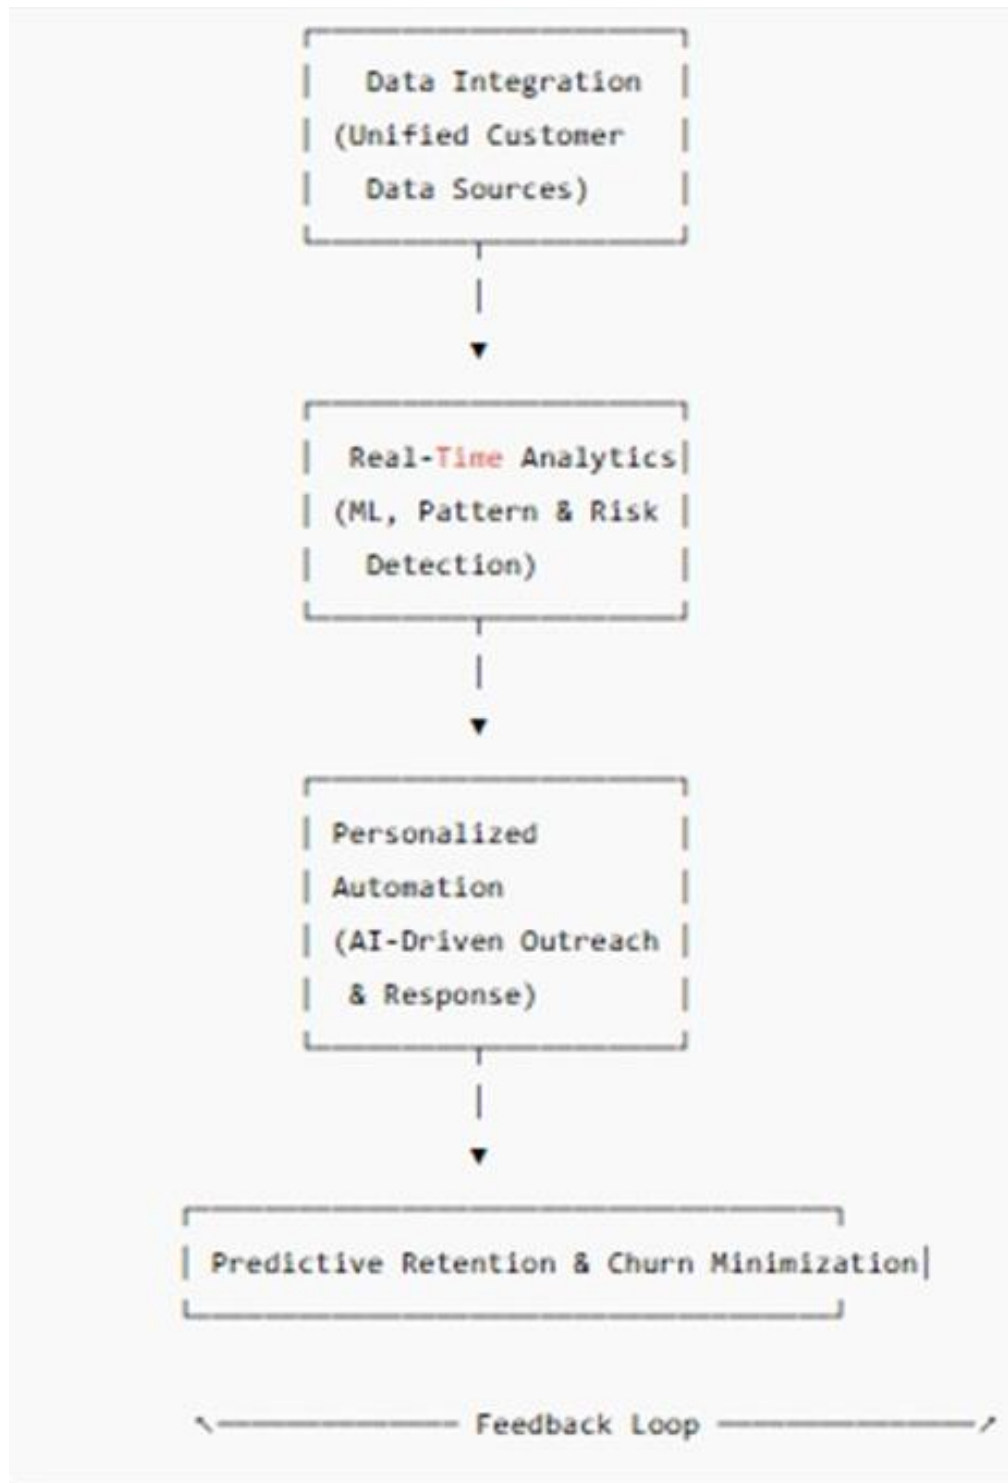 Data Integration
(Unified Customer
Data Sources)
Real-Time Analytics
(ML, Pattern & Risk
Detection)
Personalized
Automation
(AI-Driven Outreach
& Response)
Predictive Retention & Churn Minimization
Feedback Loop